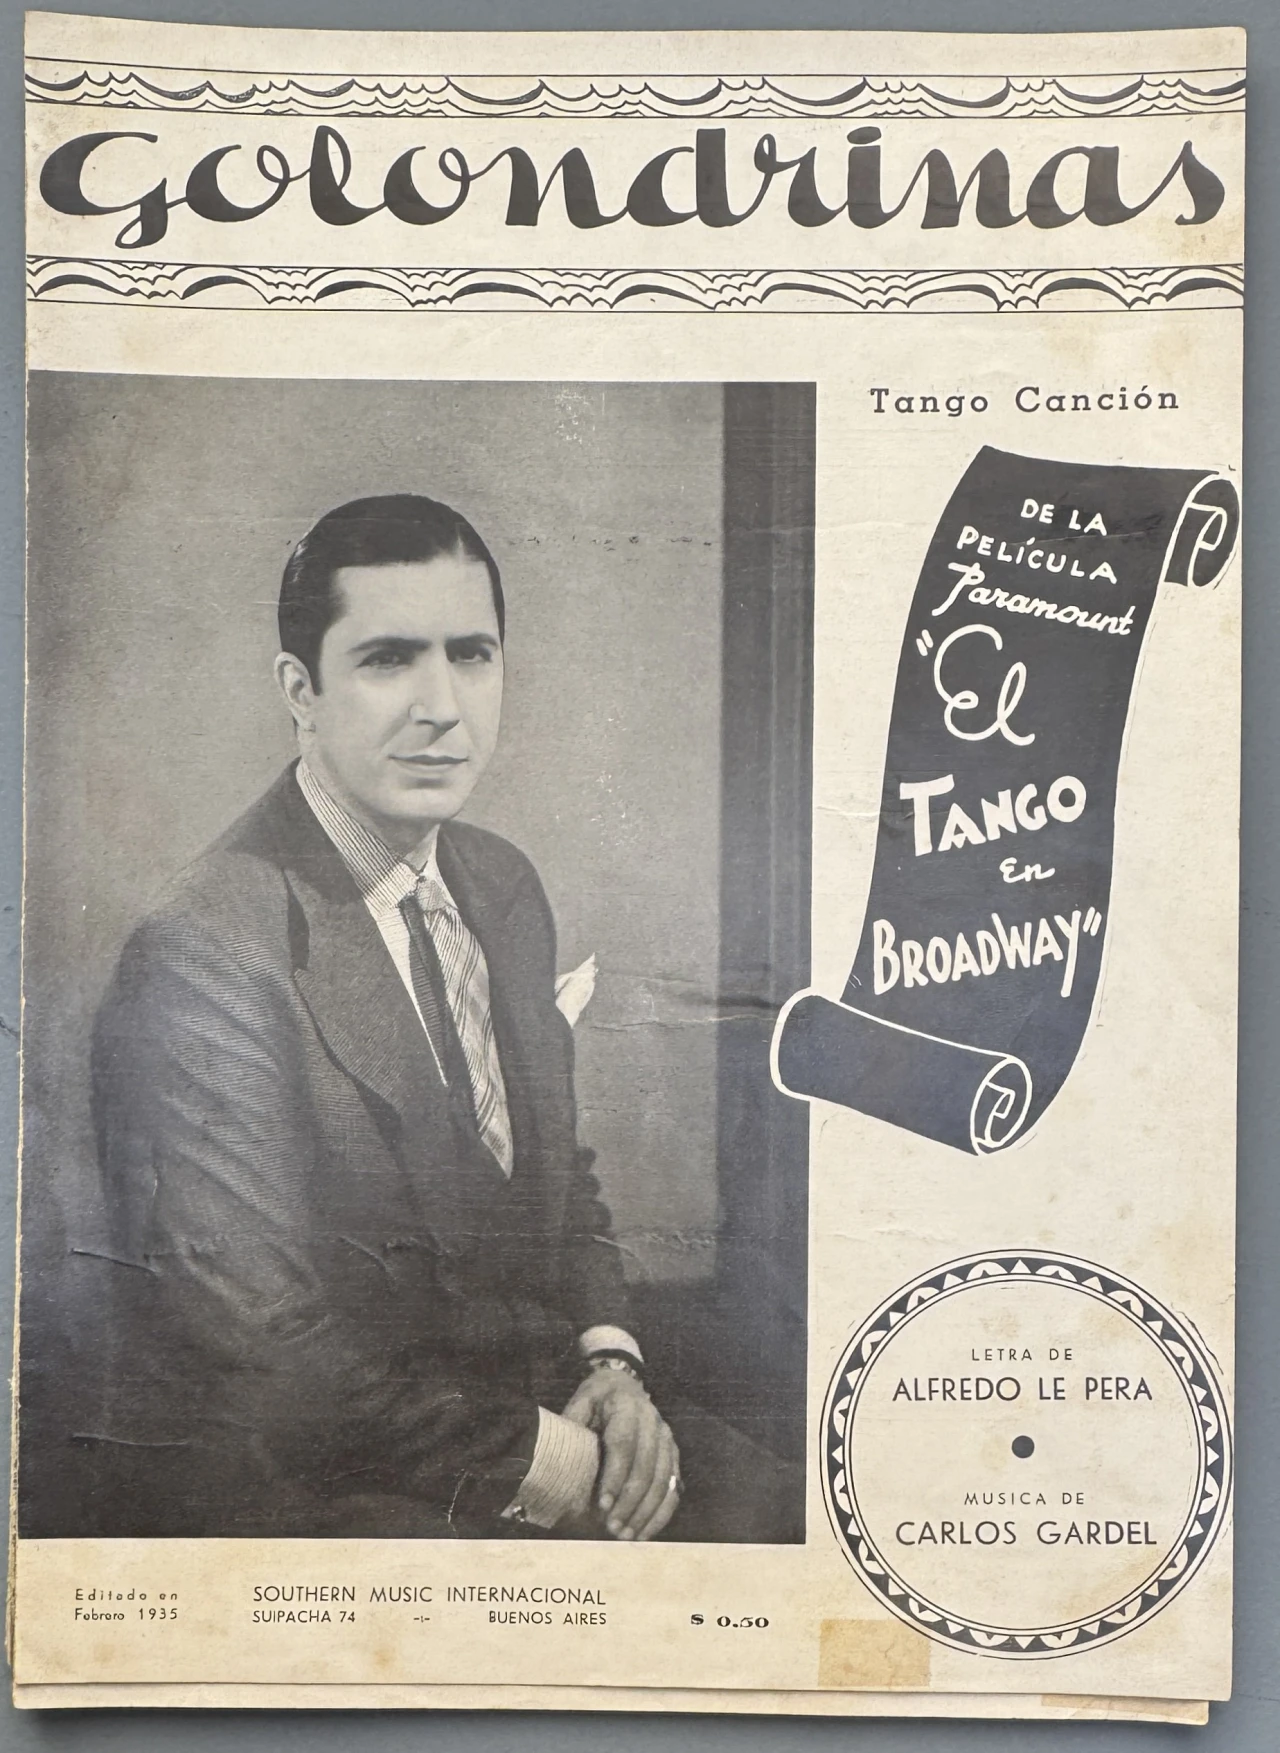 Golondrinas
Tango Canción
DE LA
PELÍCULA
Paramount
"El
TANGO
En
BROADWAY"
LETRA DE
ALFREDO LE PERA
MUSICA DE
CARLOS GARDEL
Editado en
Febrero 1935
SOUTHERN MUSIC INTERNACIONAL
SUIPACHA 74 -:- BUENOS AIRES
$ 0.50